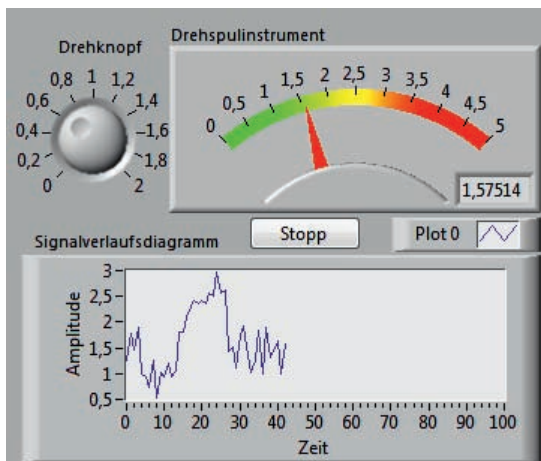 Drehknopf
0 0,2 0,4 0,6 0,8 1 1,2 1,4 1,6 1,8 2
Drehspulinstrument
0 0,5 1 1,5 2 2,5 3 3,5 4 4,5 5
1,57514
Stopp
Plot 0
Signalverlaufsdiagramm
Amplitude
3
2,5
2
1,5
1
0,5
0 10 20 30 40 50 60 70 80 90 100
Zeit